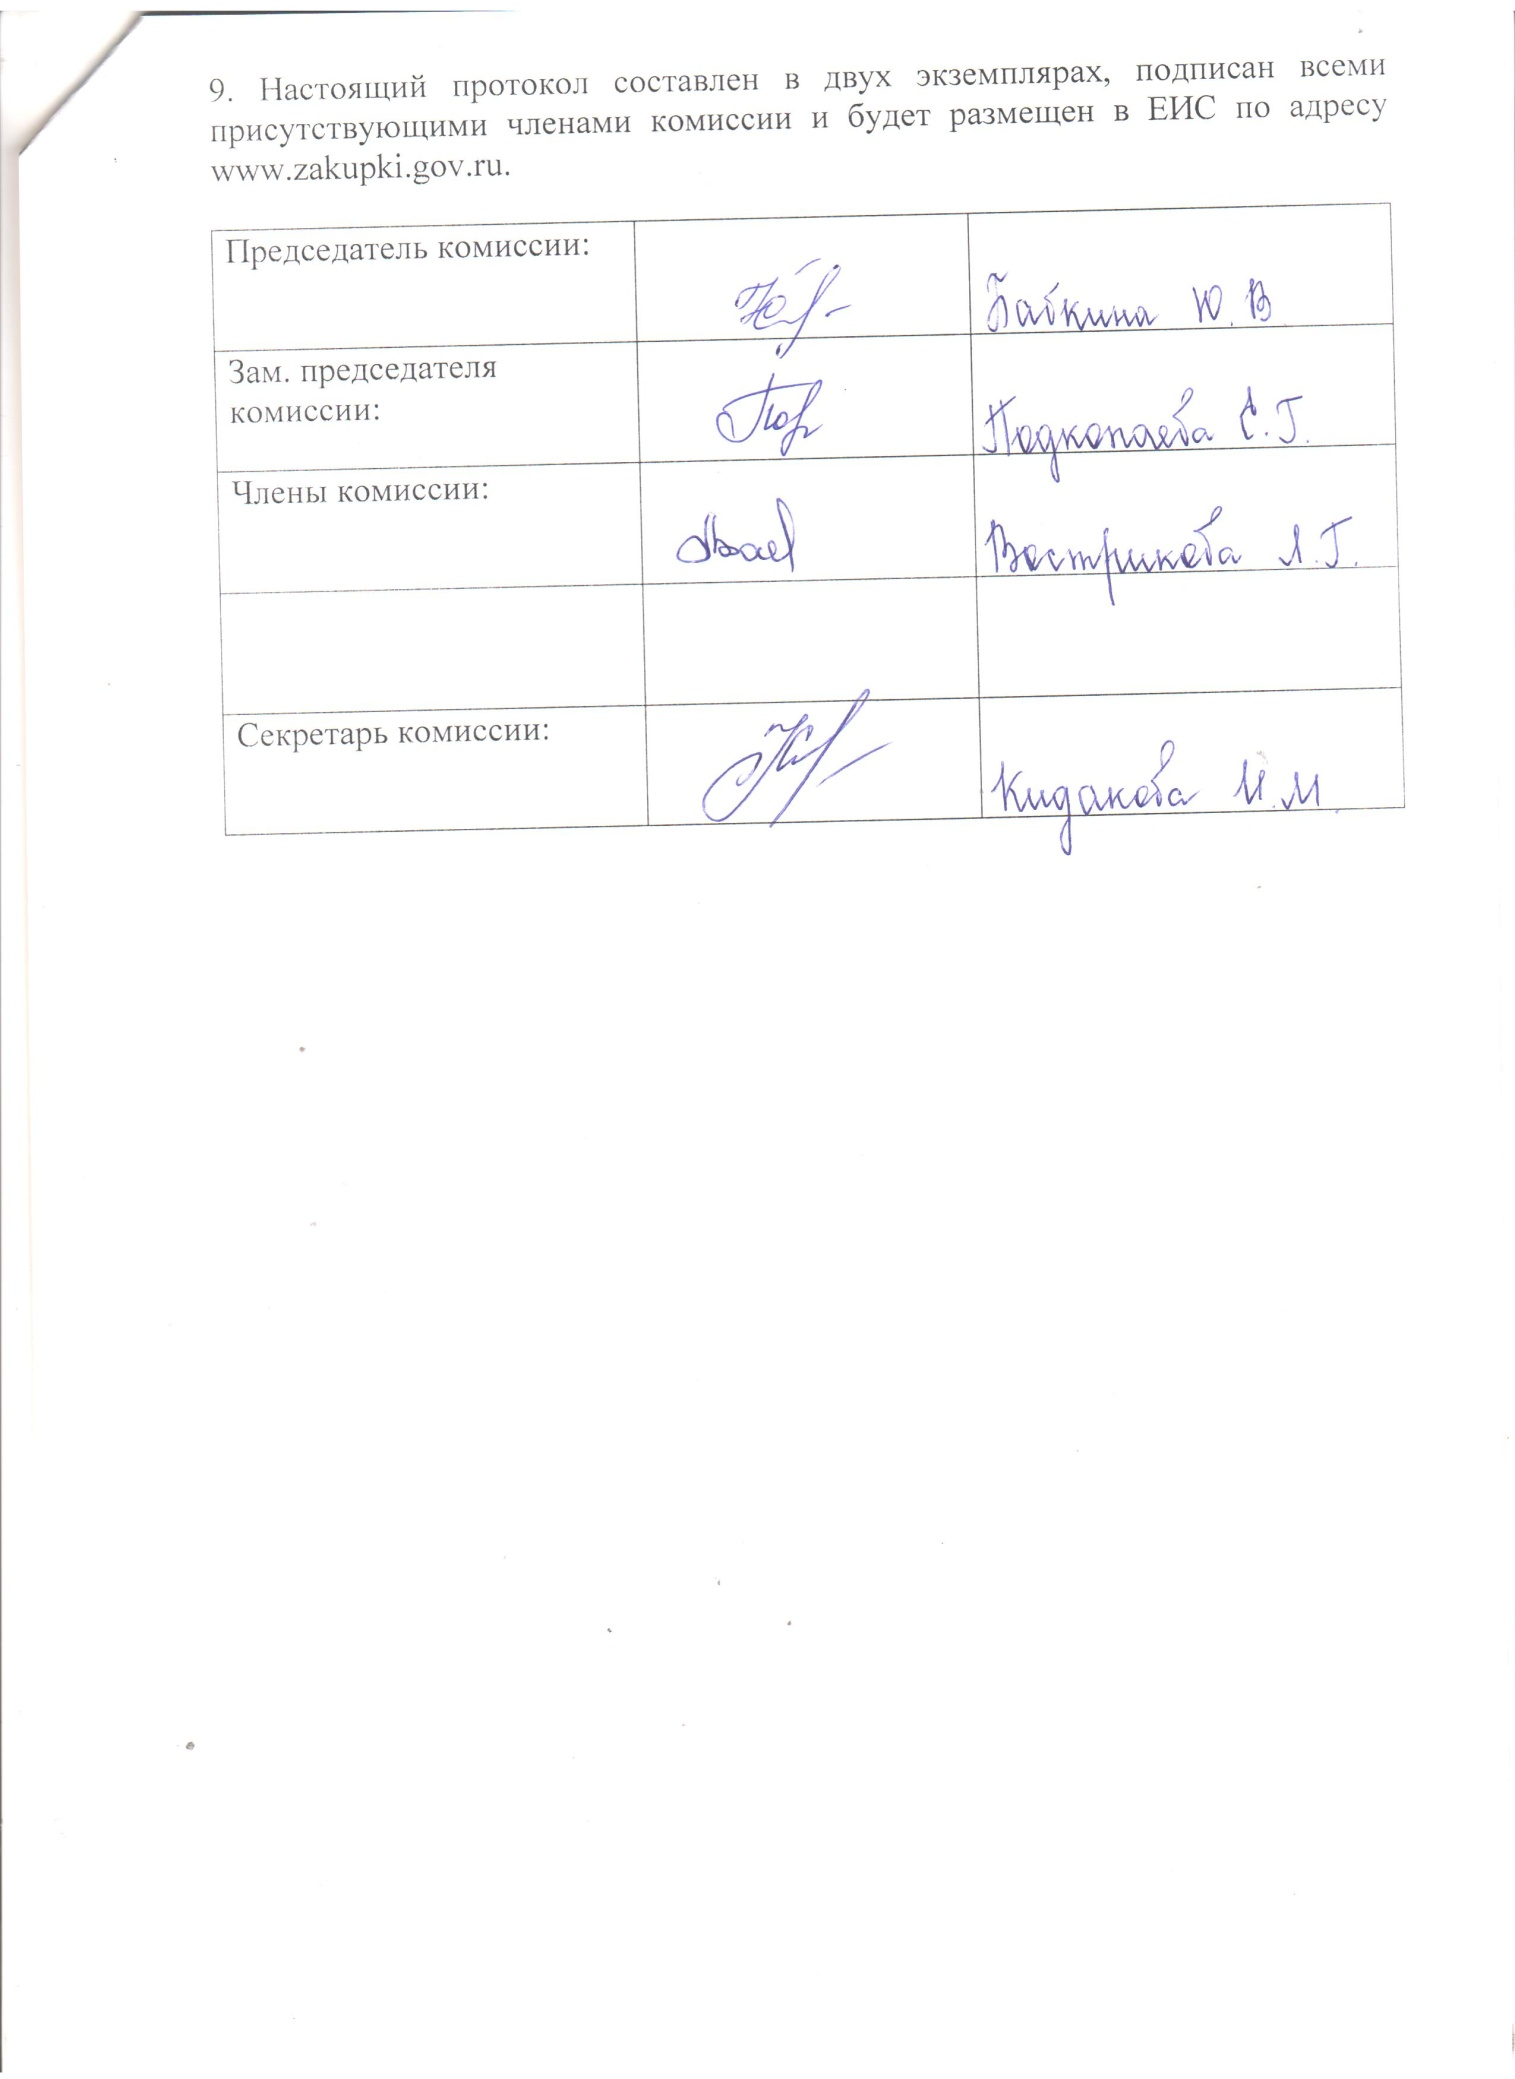 9. Настоящий протокол составлен в двух экземплярах, подписан всеми
присутствующими членами комиссии и будет размещен в ЕИС по адресу
www.zakupki.gov.ru.
Председатель комиссии:
Бабкина Ю.В
Зам. председателя
комиссии:
Подкопаева С.Г.
Члены комиссии:
Вострикова Л.Г.
Секретарь комиссии:
Кидакова И.М.